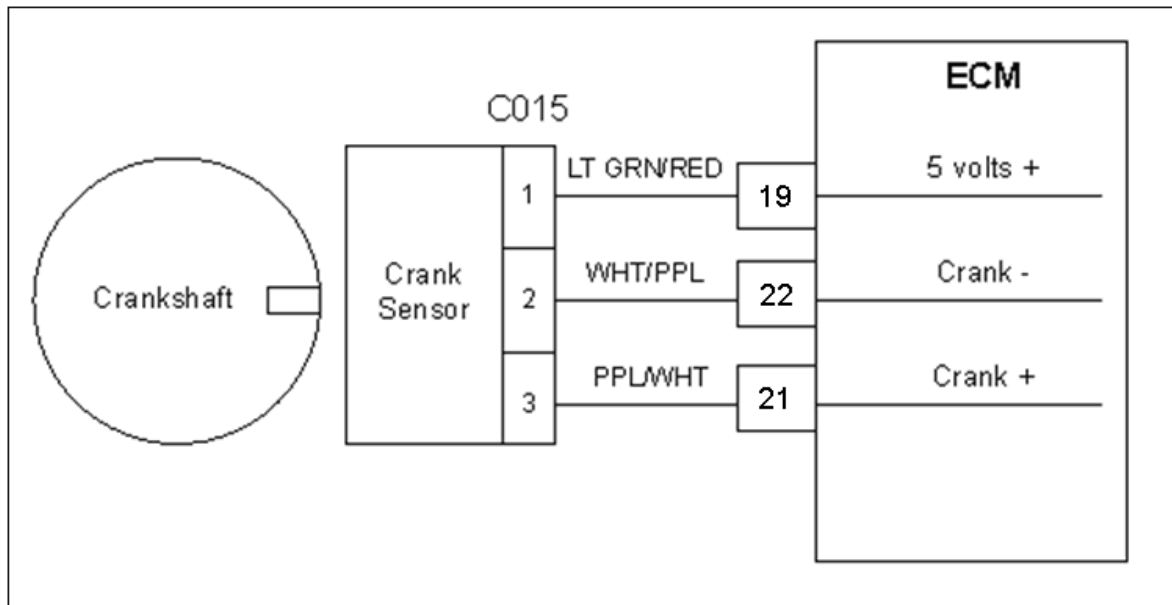 ECM
C015
LT GRN/RED
5 volts +
1
19
Crankshaft
Crank
Sensor
WHT/PPL
Crank -
2
22
PPL/WHT
Crank +
3
21